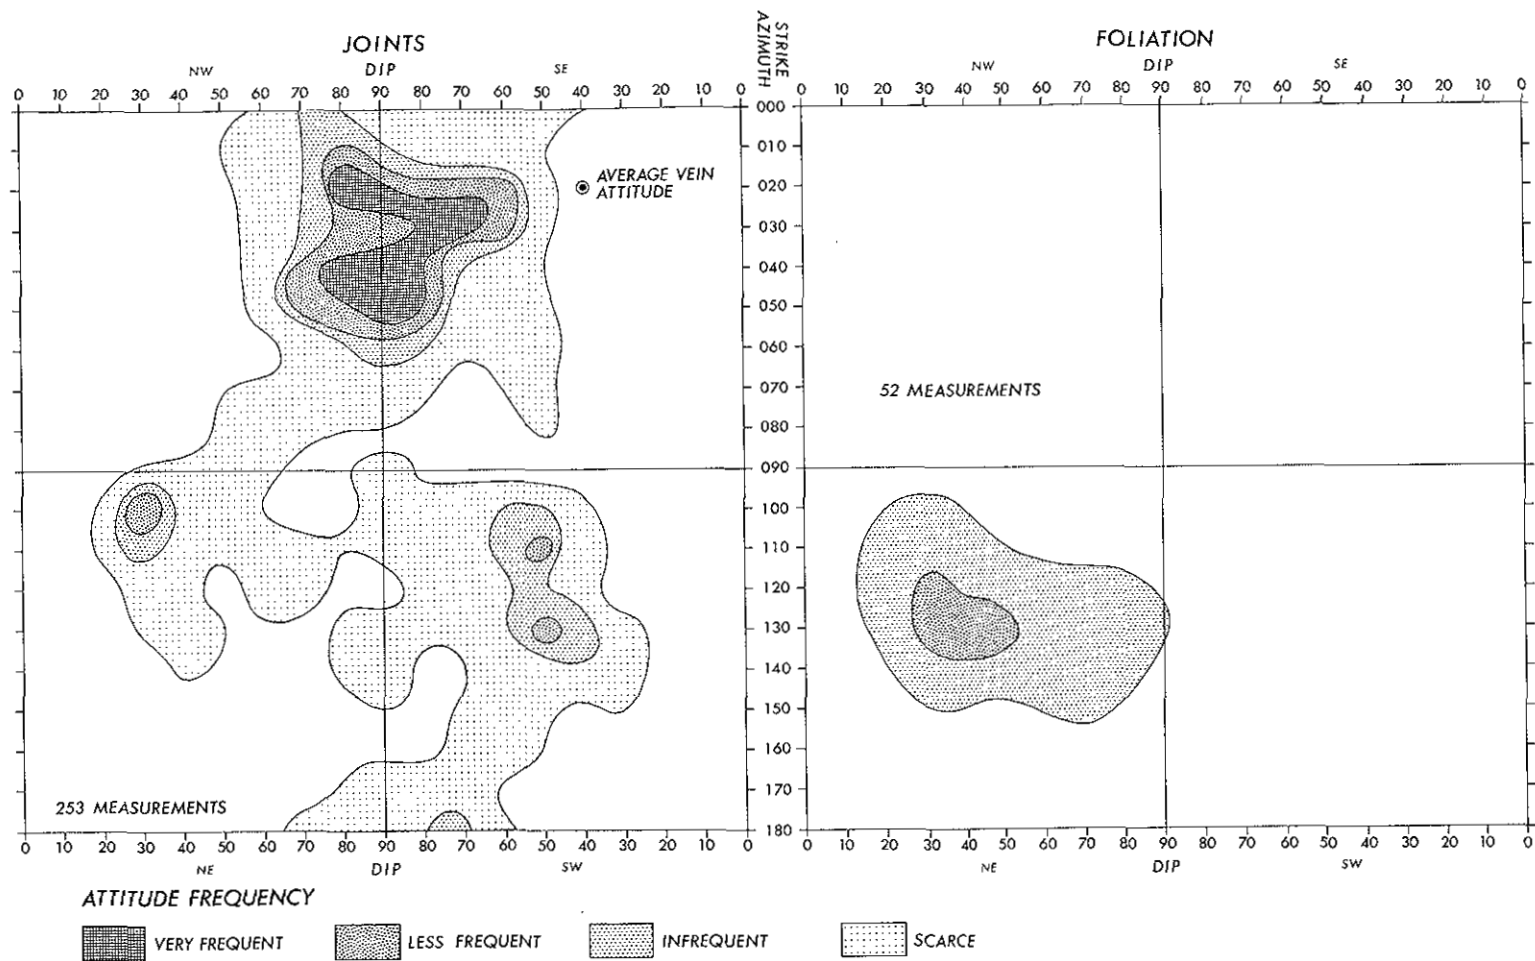 JOINTS
NW DIP SE
0 10 20 30 40 50 60 70 80 90 80 70 60 50 40 30 20 10 0
STRIKE
AZIMUTH
FOLIATION
NW DIP SE
0 10 20 30 40 50 60 70 80 90 70 60 50 40 30 20 10 0
000
010
020
030
040
050
060
070
080
090
100
110
120
130
140
150
160
170
180
AVERAGE VEIN
ATTITUDE
52 MEASUREMENTS
253 MEASUREMENTS
0 10 20 30 40 50 60 70 80 90 80 70 60 50 40 30 20 10 0
NE DIP SW
0 10 20 30 40 50 60 70 80 90 80 70 60 50 40 30 20 10 0
NE DIP SW
ATTITUDE FREQUENCY
VERY FREQUENT
LESS FREQUENT
INFREQUENT
SCARCE